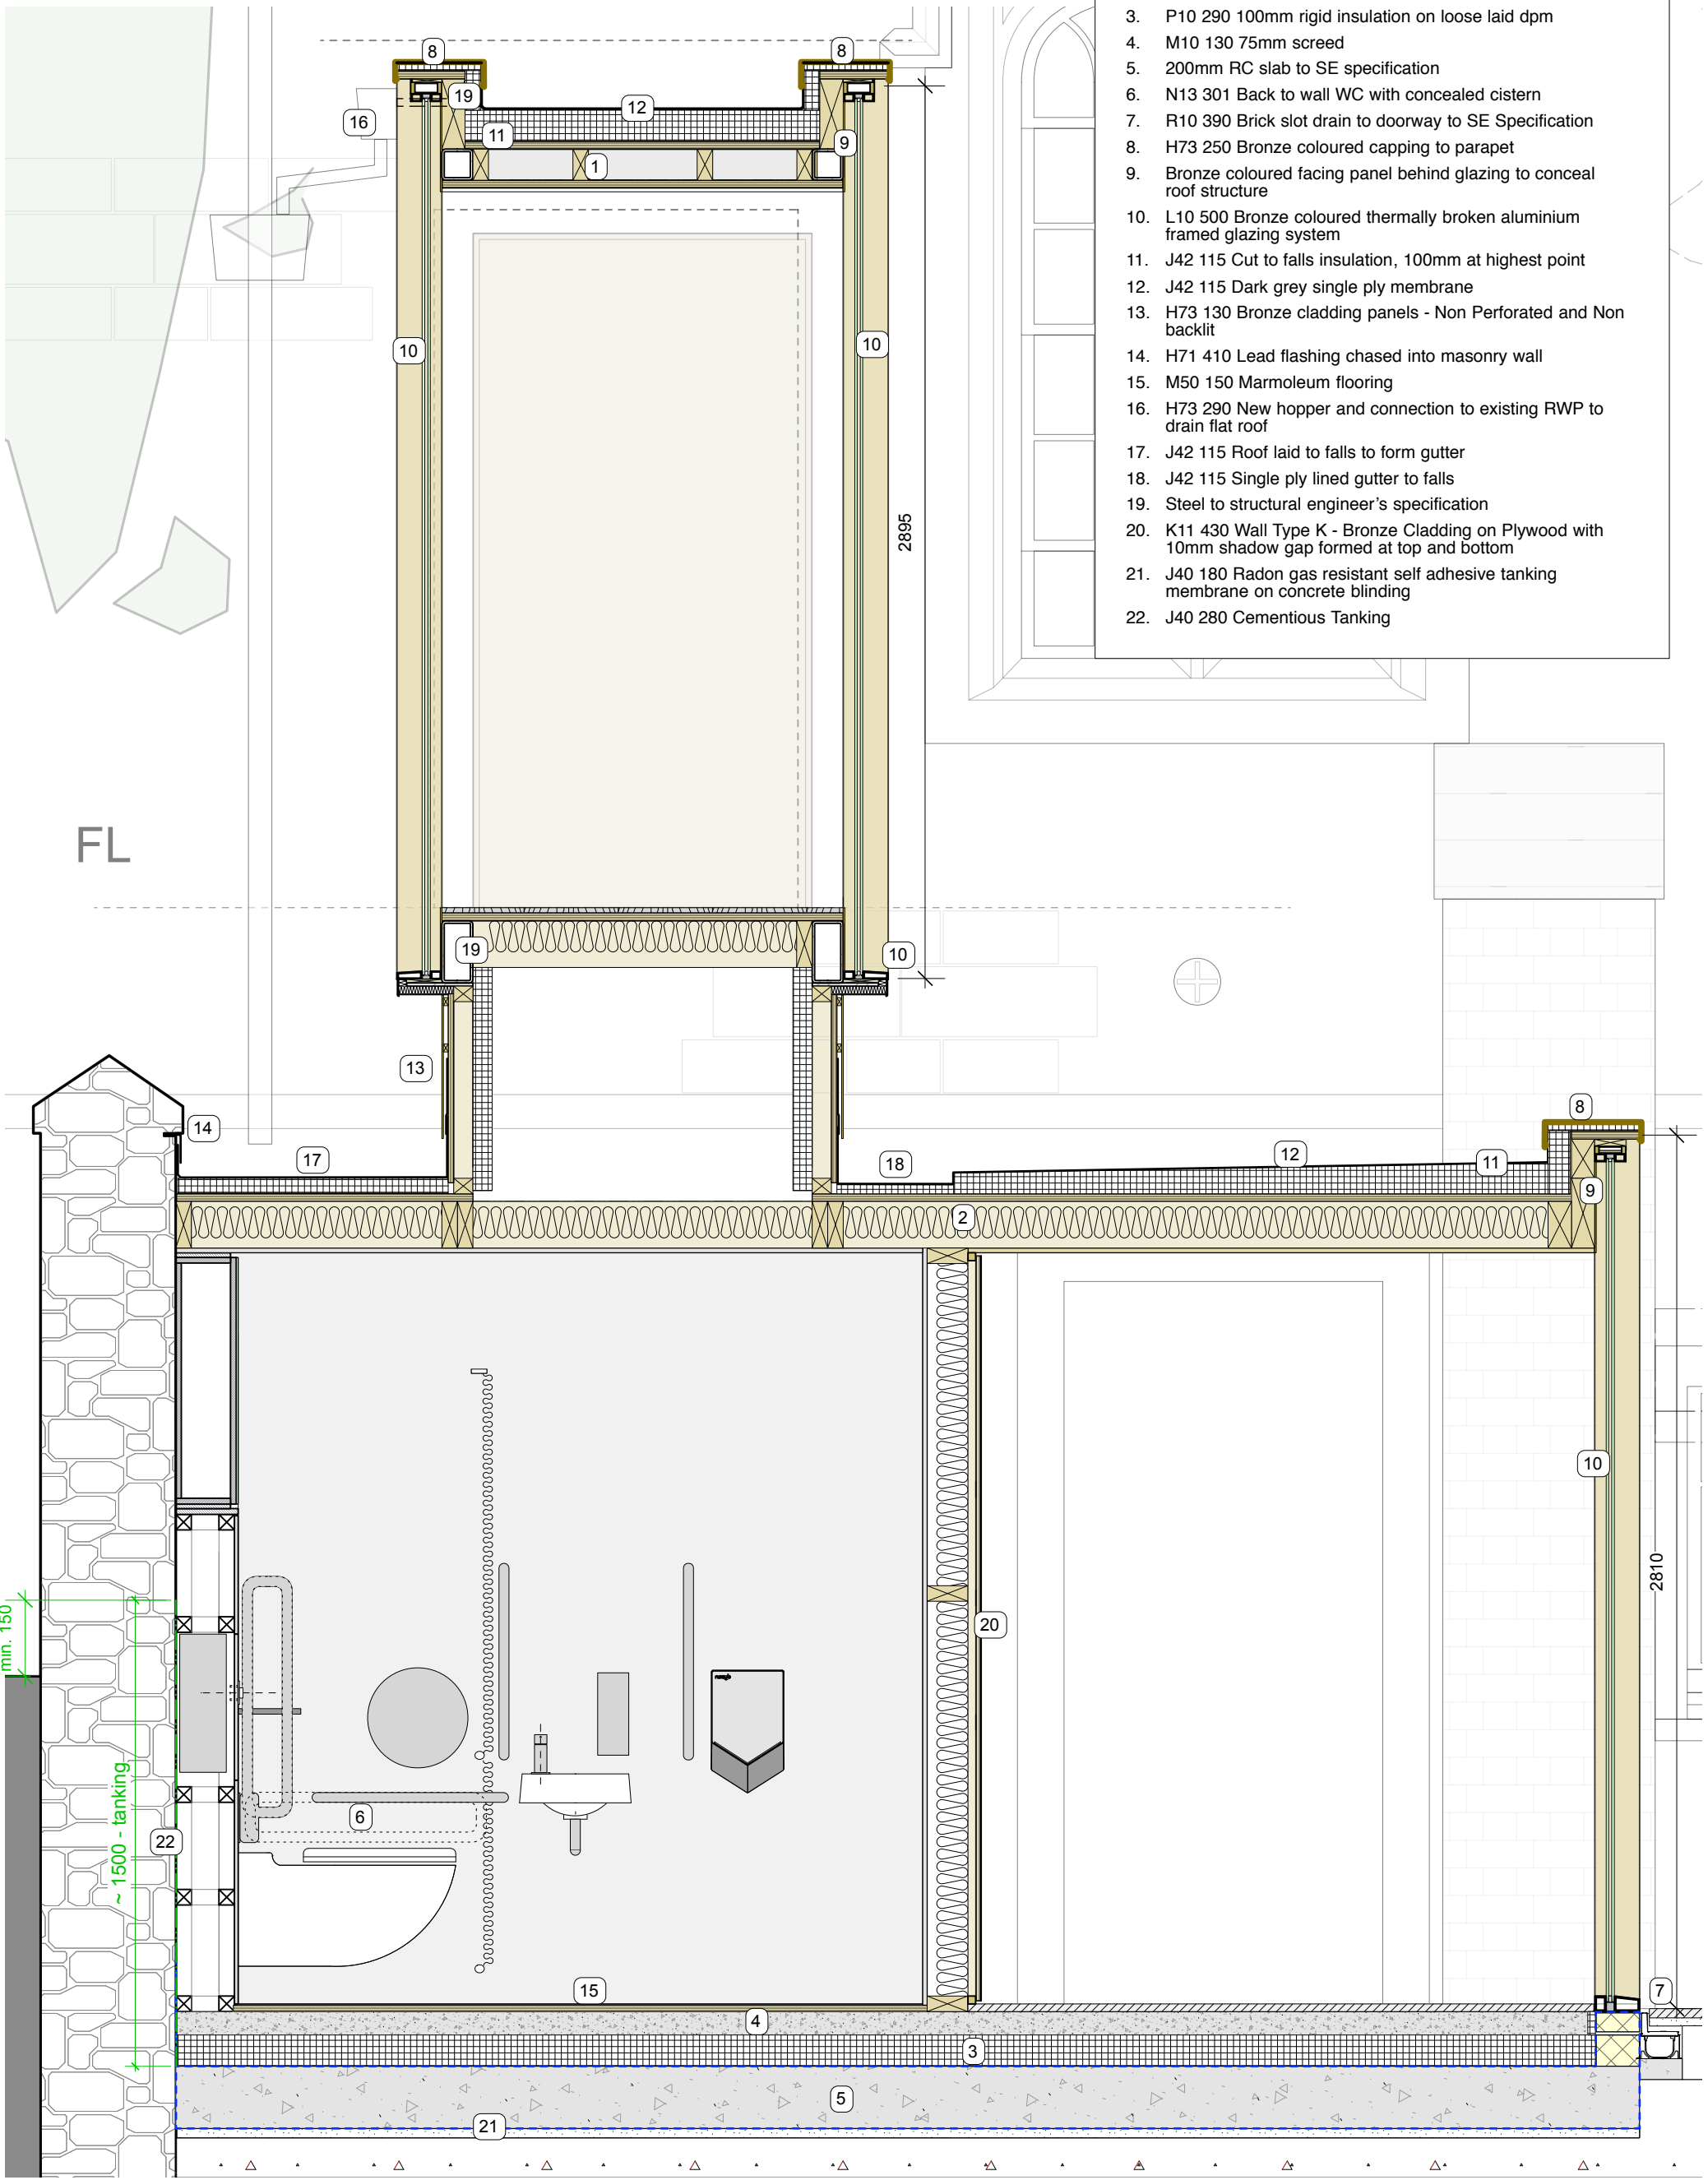 3. P10 290 100mm rigid insulation on loose laid dpm
4. M10 130 75mm screed
5. 200mm RC slab to SE specification
6. N13 301 Back to wall WC with concealed cistern
7. R10 390 Brick slot drain to doorway to SE Specification
8. H73 250 Bronze coloured capping to parapet
9. Bronze coloured facing panel behind glazing to conceal
roof structure
10. L10 500 Bronze coloured thermally broken aluminium
framed glazing system
11. J42 115 Cut to falls insulation, 100mm at highest point
12. J42 115 Dark grey single ply membrane
13. H73 130 Bronze cladding panels - Non Perforated and Non
backlit
14. H71 410 Lead flashing chased into masonry wall
15. M50 150 Marmoleum flooring
16. H73 290 New hopper and connection to existing RWP to
drain flat roof
17. J42 115 Roof laid to falls to form gutter
18. J42 115 Single ply lined gutter to falls
19. Steel to structural engineer's specification
20. K11 430 Wall Type K - Bronze Cladding on Plywood with
10mm shadow gap formed at top and bottom
21. J40 180 Radon gas resistant self adhesive tanking
membrane on concrete blinding
22. J40 280 Cementious Tanking
8
8
19
12
16
11
9
1
10
10
2895
FL
19
10
13
8
14
17
18
12
11
9
2
10
2810
min. 150
20
~ 1500 - tanking
6
22
15
7
4
3
5
21